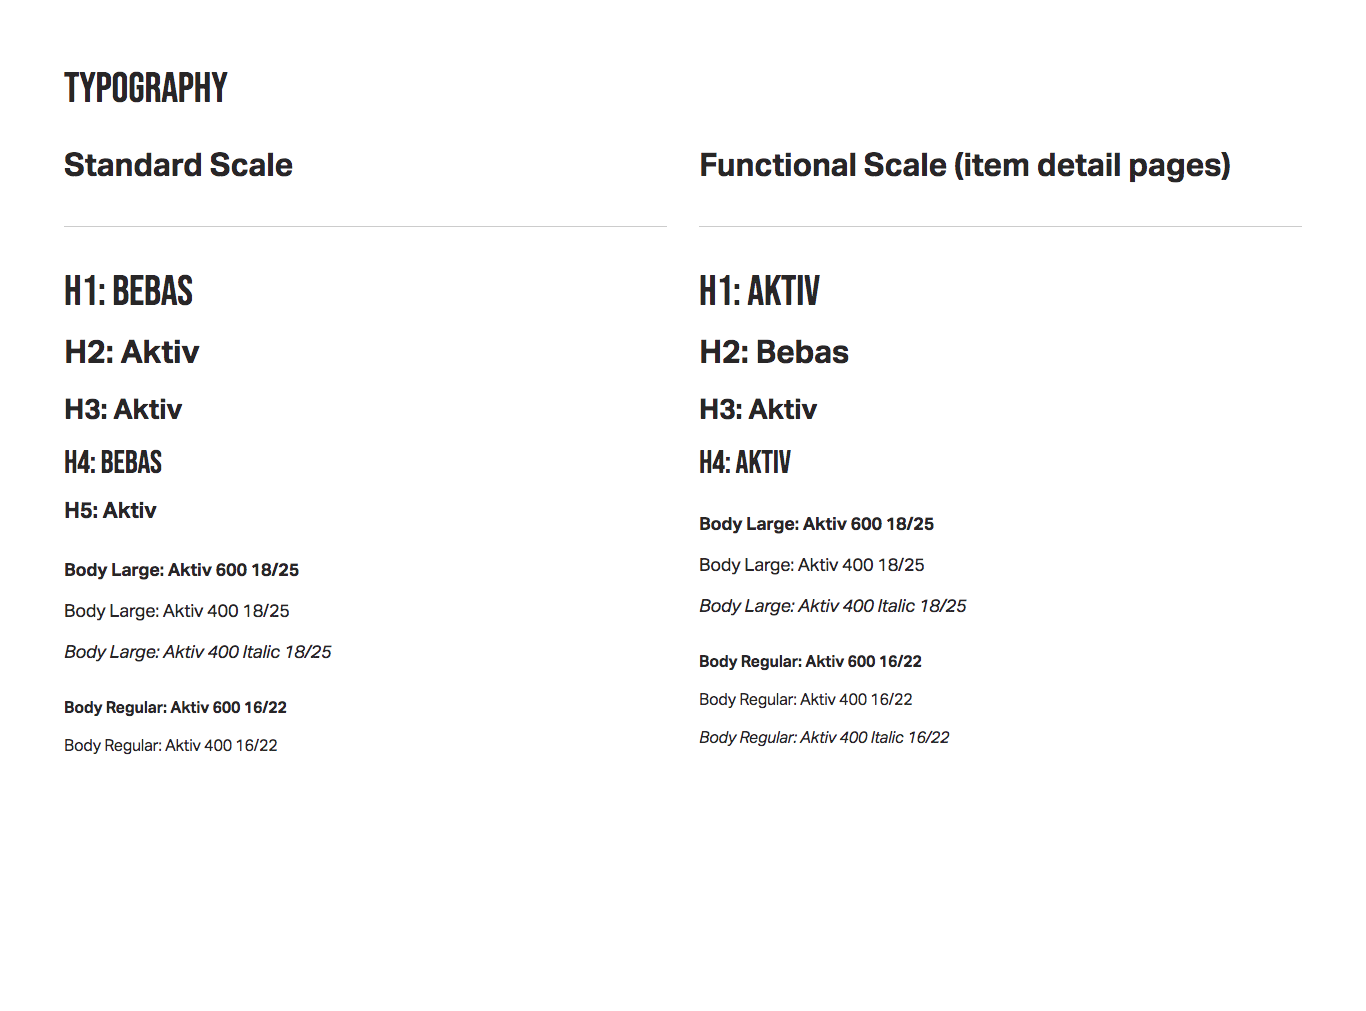 TYPOGRAPHY
Standard Scale
H1: BEBAS
H2: Aktiv
H3: Aktiv
H4: BEBAS
H5: Aktiv
Body Large: Aktiv 600 18/25
Body Large: Aktiv 400 18/25
Body Large: Aktiv 400 Italic 18/25
Body Regular: Aktiv 600 16/22
Body Regular: Aktiv 400 16/22
Functional Scale (item detail pages)
H1: AKTIV
H2: Bebas
H3: Aktiv
H4: AKTIV
Body Large: Aktiv 600 18/25
Body Large: Aktiv 400 18/25
Body Large: Aktiv 400 Italic 18/25
Body Regular: Aktiv 600 16/22
Body Regular: Aktiv 400 16/22
Body Regular: Aktiv 400 Italic 16/22